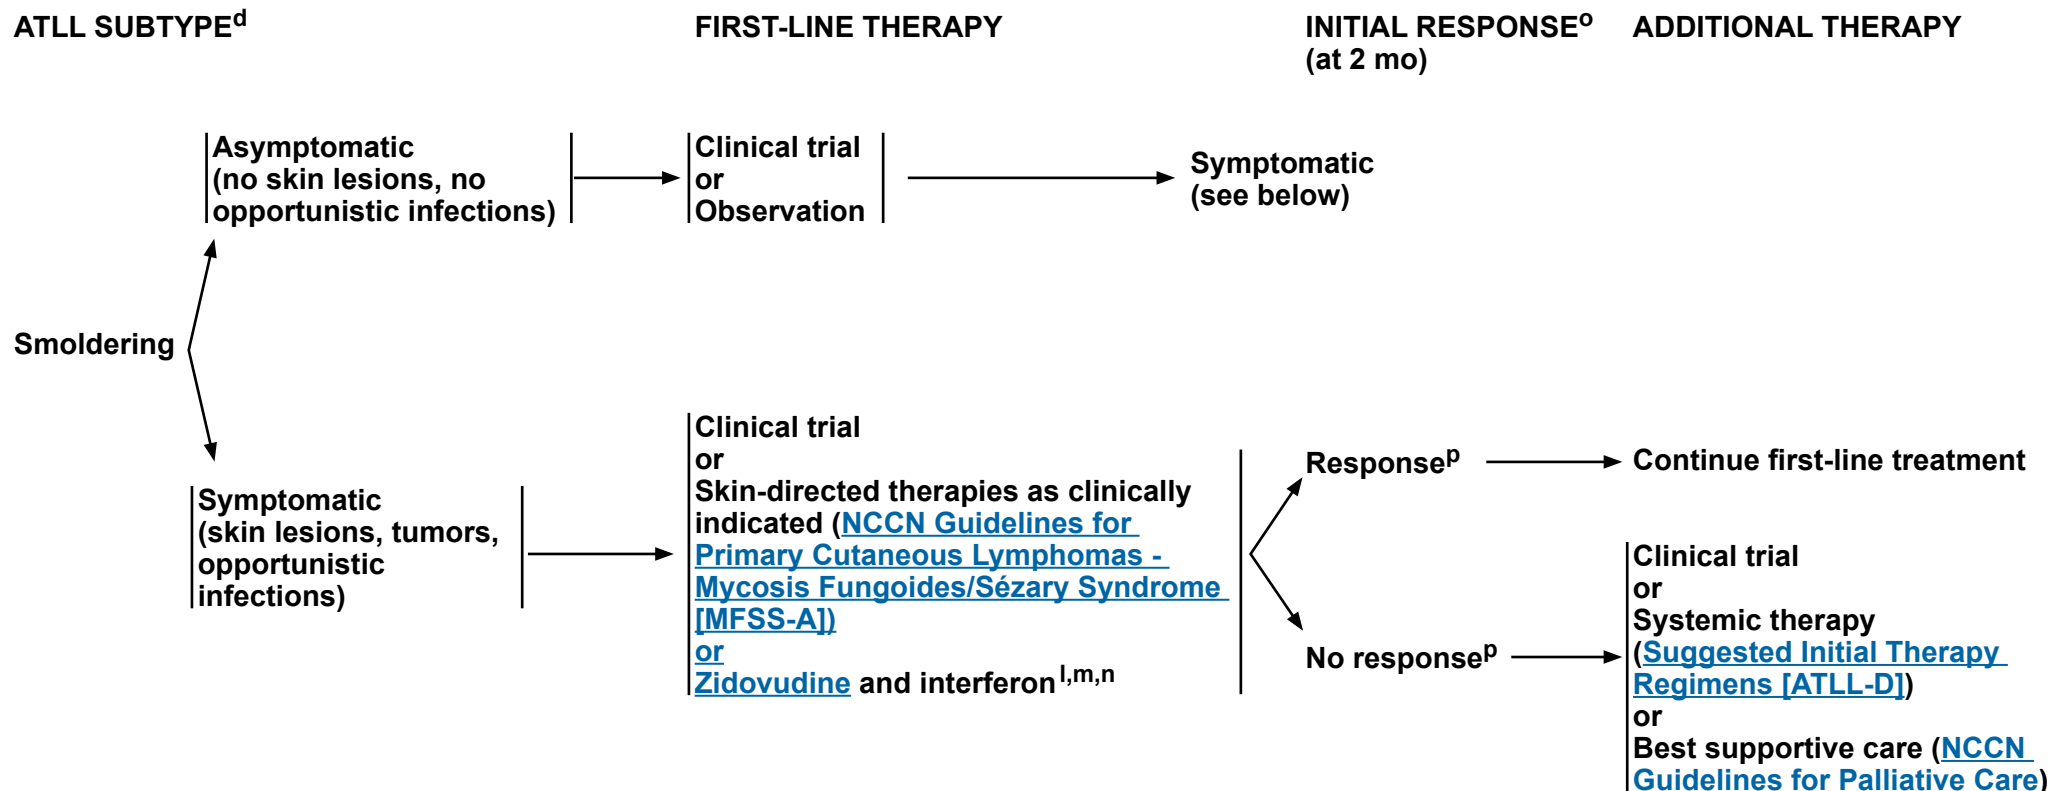 ATLL SUBTYPEd
FIRST-LINE THERAPY
INITIAL RESPONSEo
(at 2 mo)
ADDITIONAL THERAPY
Asymptomatic
(no skin lesions, no
opportunistic infections)
Clinical trial
or
Observation
Symptomatic
(see below)
Smoldering
Symptomatic
(skin lesions, tumors,
opportunistic
infections)
Clinical trial
or
Skin-directed therapies as clinically
indicated (NCCN Guidelines for
Primary Cutaneous Lymphomas -
Mycosis Fungoides/Sézary Syndrome
[MFSS-A])
or
Zidovudine and interferonl,m,n
Responsep
Continue first-line treatment
No responsep
Clinical trial
or
Systemic therapy
(Suggested Initial Therapy
Regimens [ATLL-D])
or
Best supportive care (NCCN
Guidelines for Palliative Care)